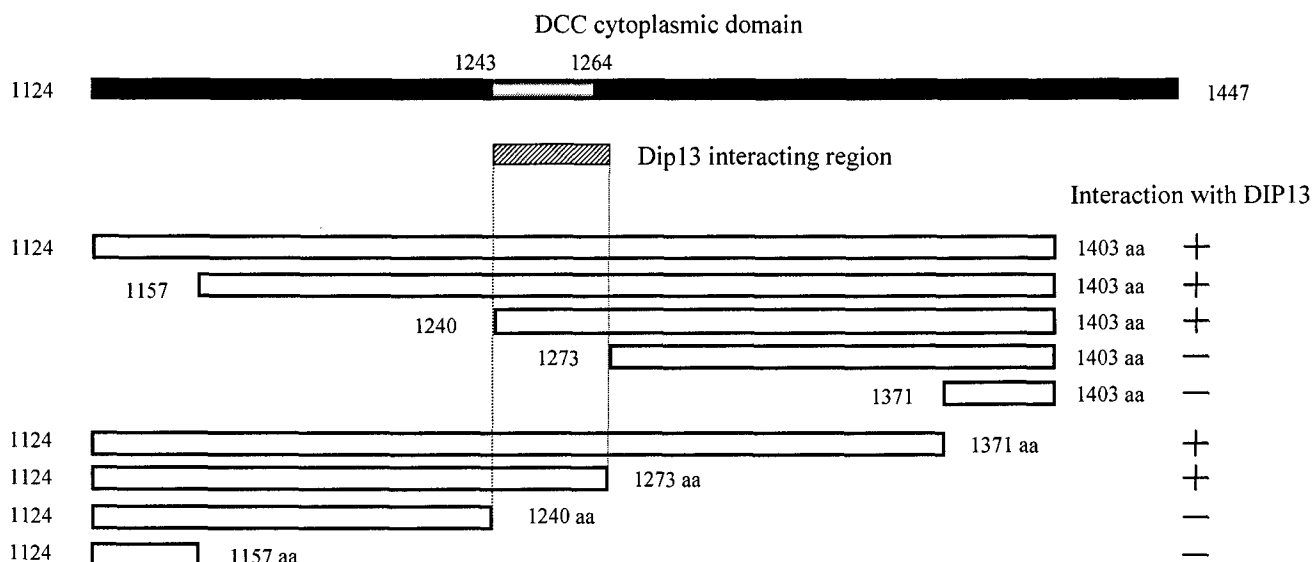 DCC cytoplasmic domain
1243 1264
1124 1447
Dip13 interacting region
Interaction with DIP13
1124 1403 aa +
1157 1403 aa +
1240 1403 aa +
1273 1403 aa —
1371 1403 aa —
1124 1371 aa +
1124 1273 aa +
1124 1240 aa —
1124 1157 aa —